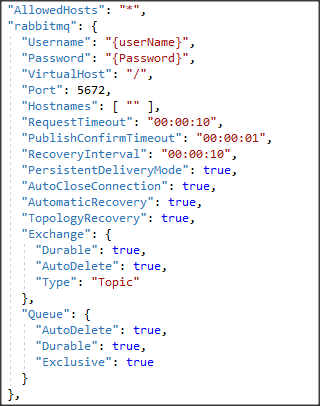 "AllowedHosts": "*",
"rabbitmq": {
"Username": "{userName}",
"Password": "{Password}",
"VirtualHost": "/",
"Port": 5672,
"Hostnames": [ "" ],
"RequestTimeout": "00:00:10",
"PublishConfirmTimeout": "00:00:01",
"RecoveryInterval": "00:00:10",
"PersistentDeliveryMode": true,
"AutoCloseConnection": true,
"AutomaticRecovery": true,
"TopologyRecovery": true,
"Exchange": {
"Durable": true,
"AutoDelete": true,
"Type": "Topic"
},
"Queue": {
"AutoDelete": true,
"Durable": true,
"Exclusive": true
}
},